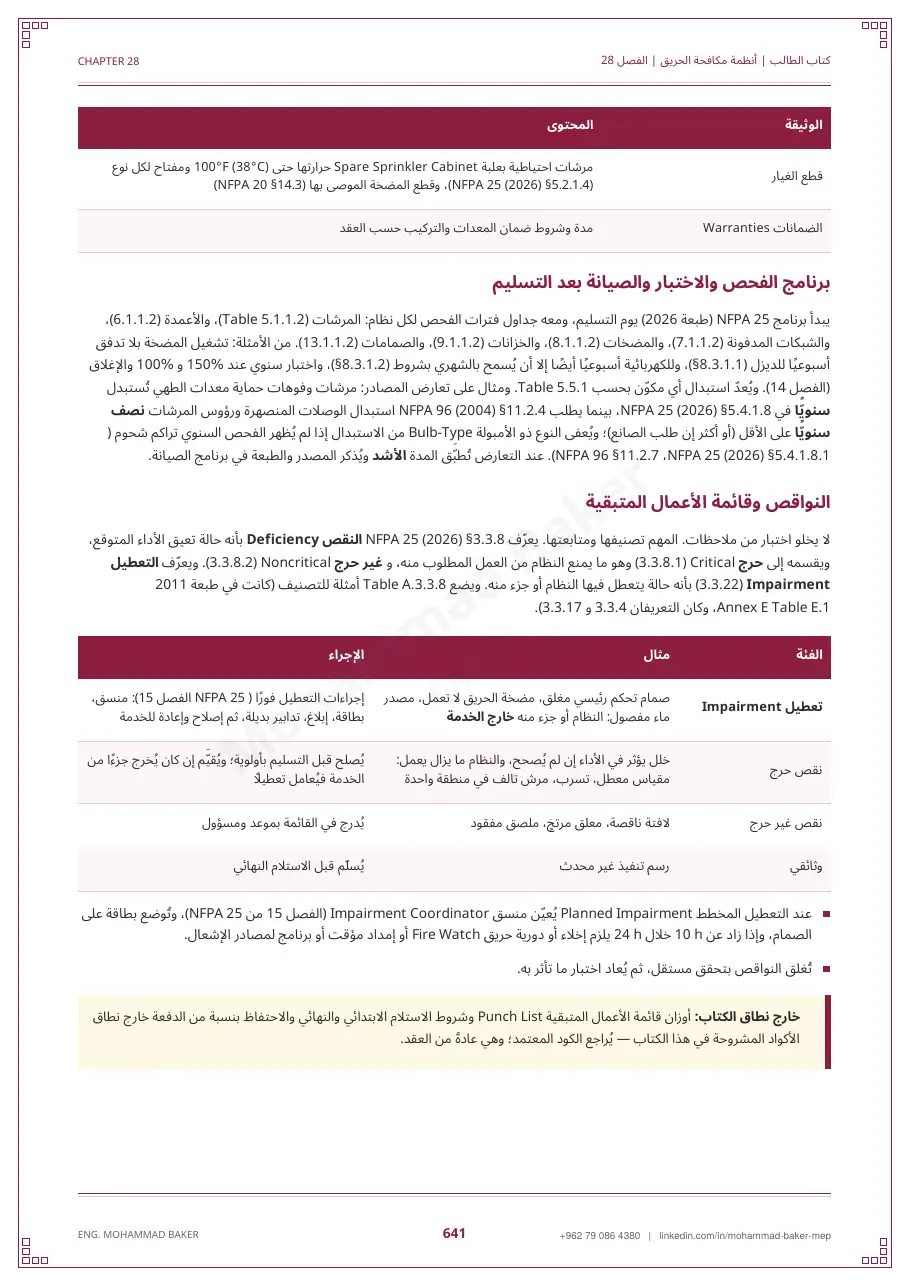 كتاب الطالب | أنظمة مكافحة الحريق | الفصل 28
CHAPTER 28
الوثيقة المحتوى
قطع الغيار مرشات احتياطية بعلبة Spare Sprinkler Cabinet حرارتها حتى 100°F (38°C) ومفتاح لكل نوع
(NFPA 25 (2026) §5.2.1.4)، وقطع المضخة الموصى بها (NFPA 20 §14.3)
الضمانات Warranties مدة وشروط ضمان المعدات والتركيب حسب العقد
برنامج الفحص والاختبار والصيانة بعد التسليم
يبدأ برنامج NFPA 25 (طبعة 2026) يوم التسليم، ومعه جداول فترات الفحص لكل نظام: المرشات (Table 5.1.1.2)، والأعمدة (6.1.1.2)،
والشبكات المدفونة (7.1.1.2)، والمضخات (8.1.1.2)، والخزانات (9.1.1.2)، والصمامات (13.1.1.2). من الأمثلة: تشغيل المضخة بلا تدفق
أسبوعيًا للديزل (§8.3.1.1)، وللكهربائية أسبوعيًا أيضًا إلا أن يُسمح بالشهري بشروط (§8.3.1.2)، واختبار سنوي عند 150% و 100% والإغلاق
(الفصل 14). ويُعدّ استبدال أي مكوّن بحسب Table 5.5.1. ومثال على تعارض المصادر: مرشات وفوهات حماية معدات الطهي تُستبدل
سنويًّا في NFPA 25 (2026) §5.4.1.8، بينما يطلب NFPA 96 (2004) §11.2.4 استبدال الوصلات المنصهرة ورؤوس المرشات نصف
سنويًّا على الأقل (أو أكثر إن طلب الصانع)؛ ويُعفى النوع ذو الأمبولة Bulb-Type من الاستبدال إذا لم يُظهر الفحص السنوي تراكم شحوم (
NFPA 25 (2026) §5.4.1.8.1، NFPA 96 §11.2.7). عند التعارض تُطبَّق المدة الأشد ويُذكر المصدر والطبعة في برنامج الصيانة.
النواقص وقائمة الأعمال المتبقية
لا يخلو اختبار من ملاحظات. المهم تصنيفها ومتابعتها. يعرّف NFPA 25 (2026) §3.3.8 النقص Deficiency بأنه حالة تعيق الأداء المتوقع،
ويقسمه إلى حرج Critical (3.3.8.1) وهو ما يمنع النظام من العمل المطلوب منه، و غير حرج Noncritical (3.3.8.2). ويعرّف التعطيل
Impairment (3.3.22) بأنه حالة يتعطل فيها النظام أو جزء منه. ويضع Table A.3.3.8 أمثلة للتصنيف (كانت في طبعة 2011
Annex E Table E.1، وكان التعريفان 3.3.4 و 3.3.17).
الفئة مثال الإجراء
تعطيل Impairment صمام تحكم رئيسي مغلق، مضخة الحريق لا تعمل، مصدر إجراءات التعطيل فورًا ( NFPA 25 الفصل 15): منسق،
ماء مفصول: النظام أو جزء منه خارج الخدمة بطاقة، إبلاغ، تدابير بديلة، ثم إصلاح وإعادة للخدمة
نقص حرج خلل يؤثر في الأداء إن لم يُصحح، والنظام ما يزال يعمل: يُصلح قبل التسليم بأولوية؛ ويُقيَّم إن كان يُخرج جزءًا من
مقياس معطل، تسرب، مرش تالف في منطقة واحدة الخدمة فيُعامل تعطيلًا
نقص غير حرج لافتة ناقصة، معلق مرتخٍ، ملصق مفقود يُدرج في القائمة بموعد ومسؤول
وثائقي رسم تنفيذ غير محدث يُسلَّم قبل الاستلام النهائي
▪ عند التعطيل المخطط Planned Impairment يُعيّن منسق Impairment Coordinator (الفصل 15 من NFPA 25)، وتُوضع بطاقة على
الصمام، وإذا زاد عن 10 h خلال 24 h يلزم إخلاء أو دورية حريق Fire Watch أو إمداد مؤقت أو برنامج لمصادر الإشعال.
▪ تُغلق النواقص بتحقق مستقل، ثم يُعاد اختبار ما تأثر به.
خارج نطاق الكتاب: أوزان قائمة الأعمال المتبقية Punch List وشروط الاستلام الابتدائي والنهائي والاحتفاظ بنسبة من الدفعة خارج نطاق
الأكواد المشروحة في هذا الكتاب — يُراجع الكود المعتمد؛ وهي عادةً من العقد.
Mohammad Baker
ENG. MOHAMMAD BAKER
641
+962 79 086 4380 | linkedin.com/in/mohammad-baker-mep